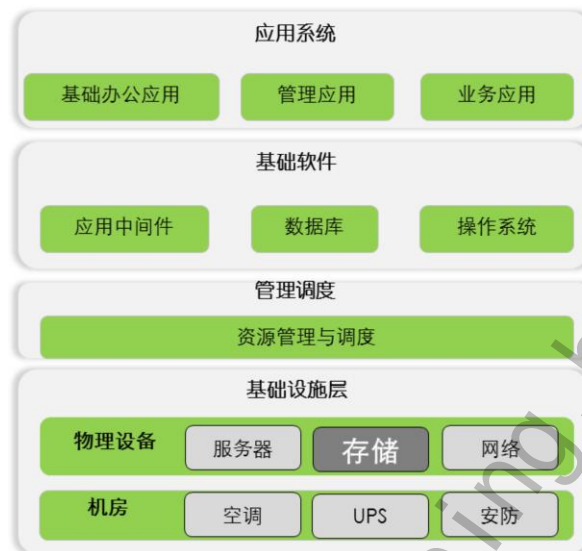 应用系统
基础办公应用 管理应用 业务应用
基础软件
应用中间件 数据库 操作系统
管理调度
资源管理与调度
基础设施层
物理设备 服务器 存储 网络
机房 空调 UPS 安防
ning